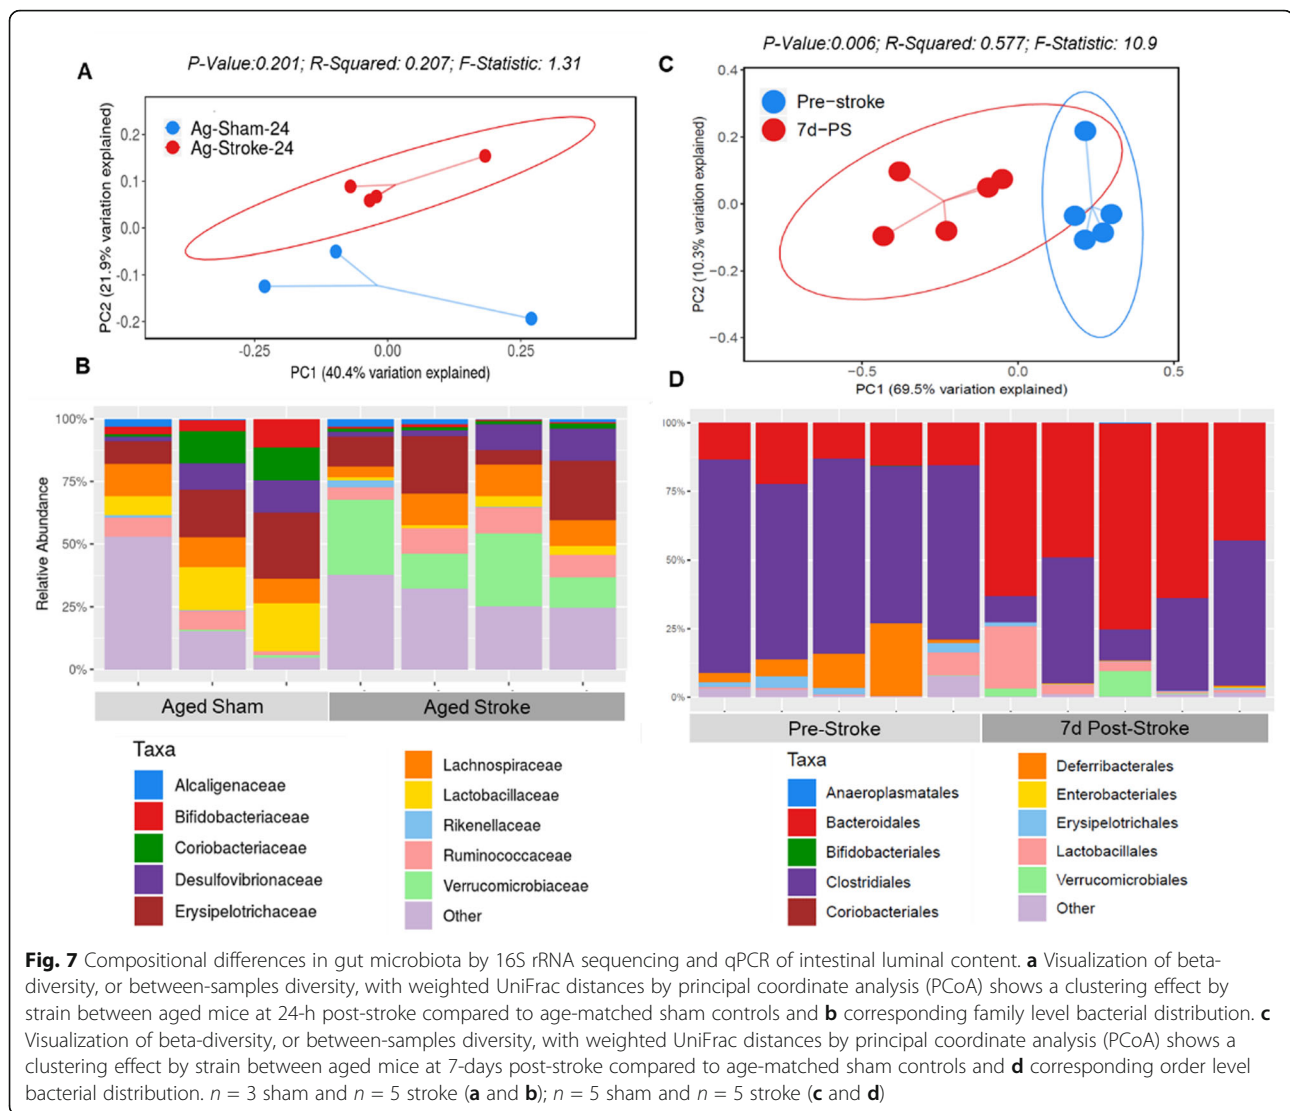 A
P-Value:0.201; R-Squared: 0.207; F-Statistic: 1.31
PC2 (21.9% variation explained)
0.2
0.1
0.0
-0.1
-0.2
Ag-Sham-24
Ag-Stroke-24
-0.25
0.00
0.25
PC1 (40.4% variation explained)
P-Value:0.006; R-Squared: 0.577; F-Statistic: 10.9
C
PC2 (10.3% variation explained)
0.4
0.2
0.0
−0.2
−0.4
Pre−stroke
7d−PS
−0.5
0.0
0.5
PC1 (69.5% variation explained)
B
Relative Abundance
100%
75%
50%
25%
0%
Aged Sham
Aged Stroke
Taxa
Alcaligenaceae
Bifidobacteriaceae
Coriobacteriaceae
Desulfovibrionaceae
Erysipelotrichaceae
Lachnospiraceae
Lactobacillaceae
Rikenellaceae
Ruminococcaceae
Verrucomicrobiaceae
Other
D
100%
75%
50%
25%
0%
Pre-Stroke
7d Post-Stroke
Taxa
Anaeroplasmatales
Bacteroidales
Bifidobacteriales
Clostridiales
Coriobacteriales
Deferribacterales
Enterobacteriales
Erysipelotrichales
Lactobacillales
Verrucomicrobiales
Other
Fig. 7 Compositional differences in gut microbiota by 16S rRNA sequencing and qPCR of intestinal luminal content. a Visualization of beta-
diversity, or between-samples diversity, with weighted UniFrac distances by principal coordinate analysis (PCoA) shows a clustering effect by
strain between aged mice at 24-h post-stroke compared to age-matched sham controls and b corresponding family level bacterial distribution. c
Visualization of beta-diversity, or between-samples diversity, with weighted UniFrac distances by principal coordinate analysis (PCoA) shows a
clustering effect by strain between aged mice at 7-days post-stroke compared to age-matched sham controls and d corresponding order level
bacterial distribution. n = 3 sham and n = 5 stroke (a and b); n = 5 sham and n = 5 stroke (c and d)